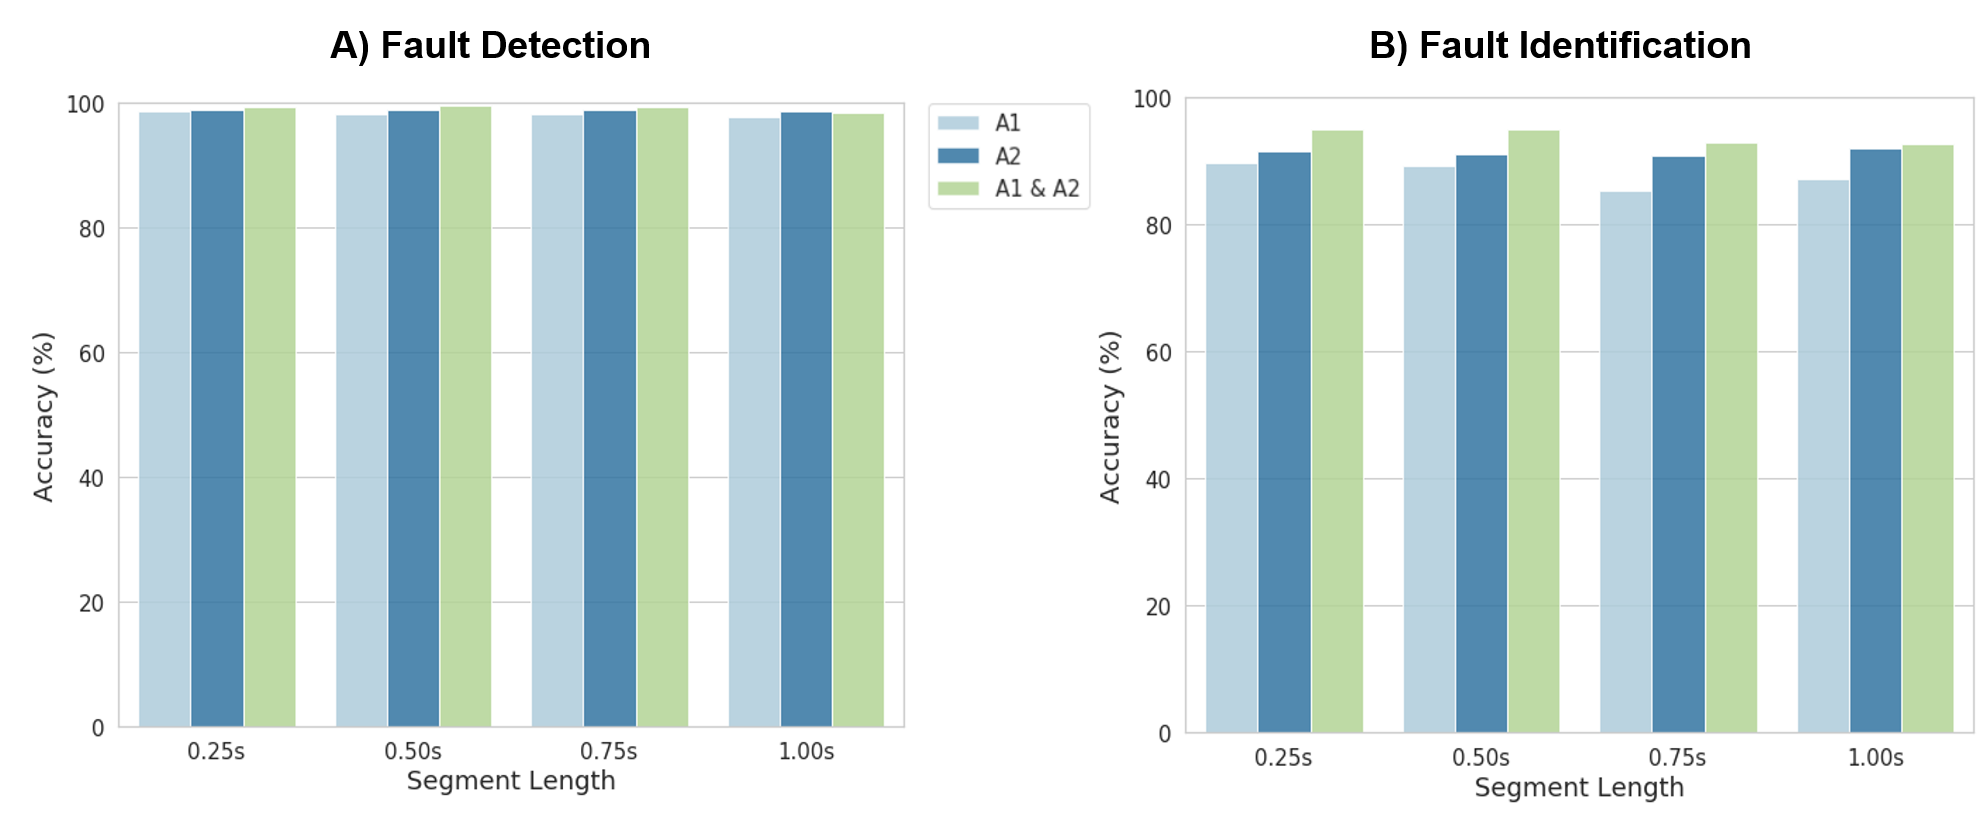 A) Fault Detection
100
80
60
40
20
0
Accuracy (%)
0.25s 0.50s 0.75s 1.00s
Segment Length
A1
A2
A1 & A2
B) Fault Identification
100
80
60
40
20
0
Accuracy (%)
0.25s 0.50s 0.75s 1.00s
Segment Length